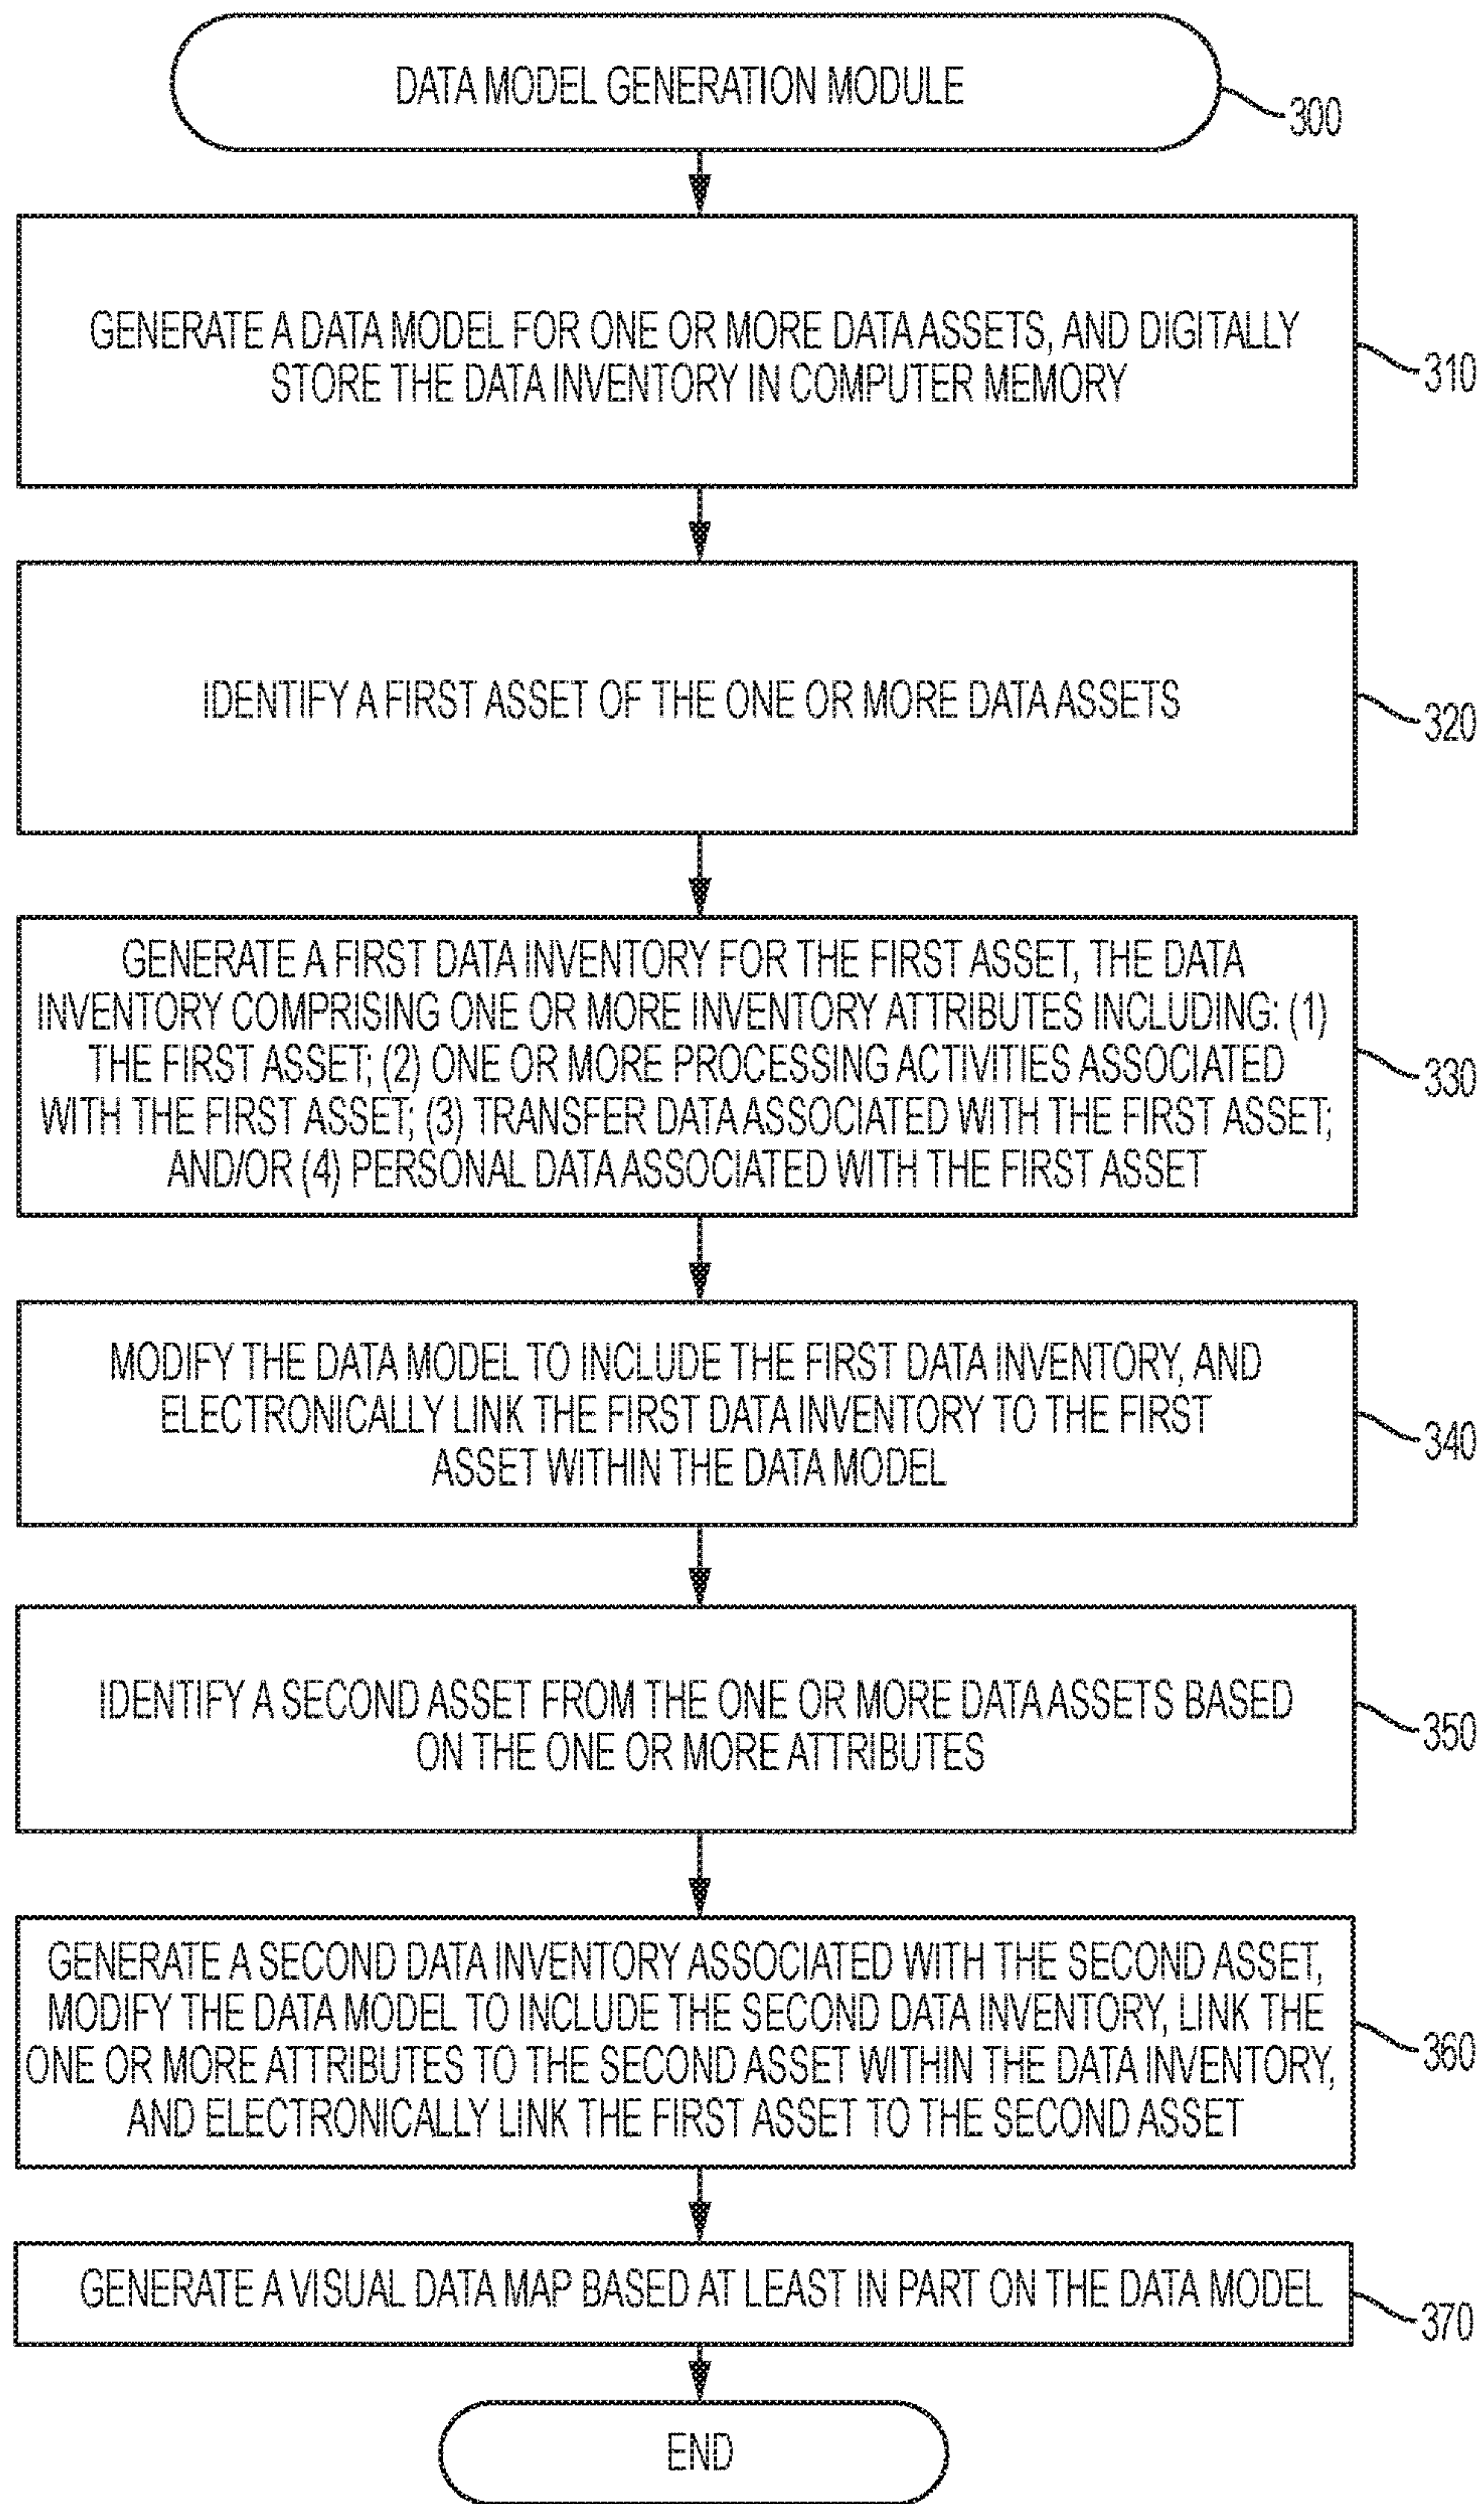 DATA MODEL GENERATION MODULE
300
GENERATE A DATA MODEL FOR ONE OR MORE DATA ASSETS, AND DIGITALLY
STORE THE DATA INVENTORY IN COMPUTER MEMORY
310
IDENTIFY A FIRST ASSET OF THE ONE OR MORE DATA ASSETS
320
GENERATE A FIRST DATA INVENTORY FOR THE FIRST ASSET, THE DATA
INVENTORY COMPRISING ONE OR MORE INVENTORY ATTRIBUTES INCLUDING: (1)
THE FIRST ASSET; (2) ONE OR MORE PROCESSING ACTIVITIES ASSOCIATED
WITH THE FIRST ASSET; (3) TRANSFER DATA ASSOCIATED WITH THE FIRST ASSET;
AND/OR (4) PERSONAL DATA ASSOCIATED WITH THE FIRST ASSET
330
MODIFY THE DATA MODEL TO INCLUDE THE FIRST DATA INVENTORY, AND
ELECTRONICALLY LINK THE FIRST DATA INVENTORY TO THE FIRST
ASSET WITHIN THE DATA MODEL
340
IDENTIFY A SECOND ASSET FROM THE ONE OR MORE DATA ASSETS BASED
ON THE ONE OR MORE ATTRIBUTES
350
GENERATE A SECOND DATA INVENTORY ASSOCIATED WITH THE SECOND ASSET,
MODIFY THE DATA MODEL TO INCLUDE THE SECOND DATA INVENTORY, LINK THE
ONE OR MORE ATTRIBUTES TO THE SECOND ASSET WITHIN THE DATA INVENTORY,
AND ELECTRONICALLY LINK THE FIRST ASSET TO THE SECOND ASSET
360
GENERATE A VISUAL DATA MAP BASED AT LEAST IN PART ON THE DATA MODEL
370
END